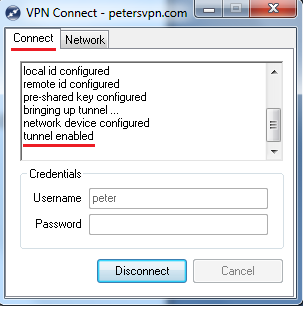 VPN Connect - petersvpn.com
Connect
Network
local id configured
remote id configured
pre-shared key configured
bringing up tunnel ...
network device configured
tunnel enabled
Credentials
Username
peter
Password
Disconnect
Cancel